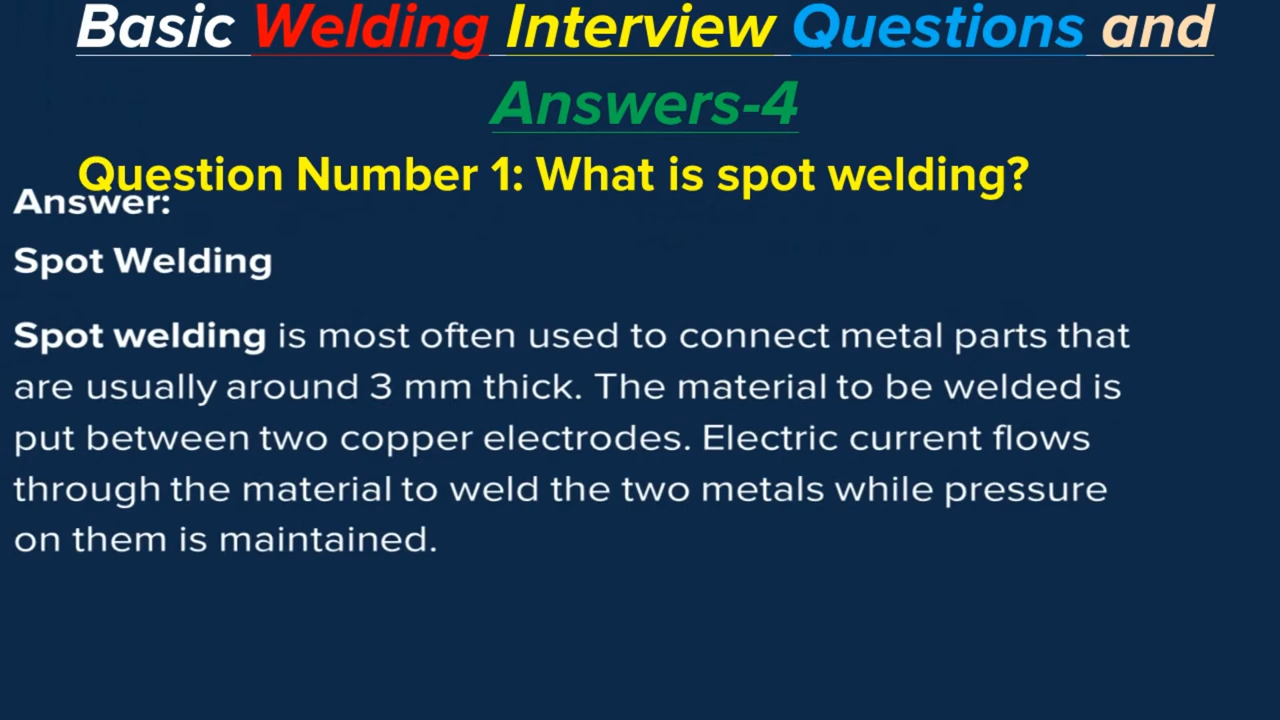 Basic Welding Interview Questions and
Answers-4
Question Number 1: What is spot welding?
Answer:
Spot Welding
Spot welding is most often used to connect metal parts that
are usually around 3 mm thick. The material to be welded is
put between two copper electrodes. Electric current flows
through the material to weld the two metals while pressure
on them is maintained.